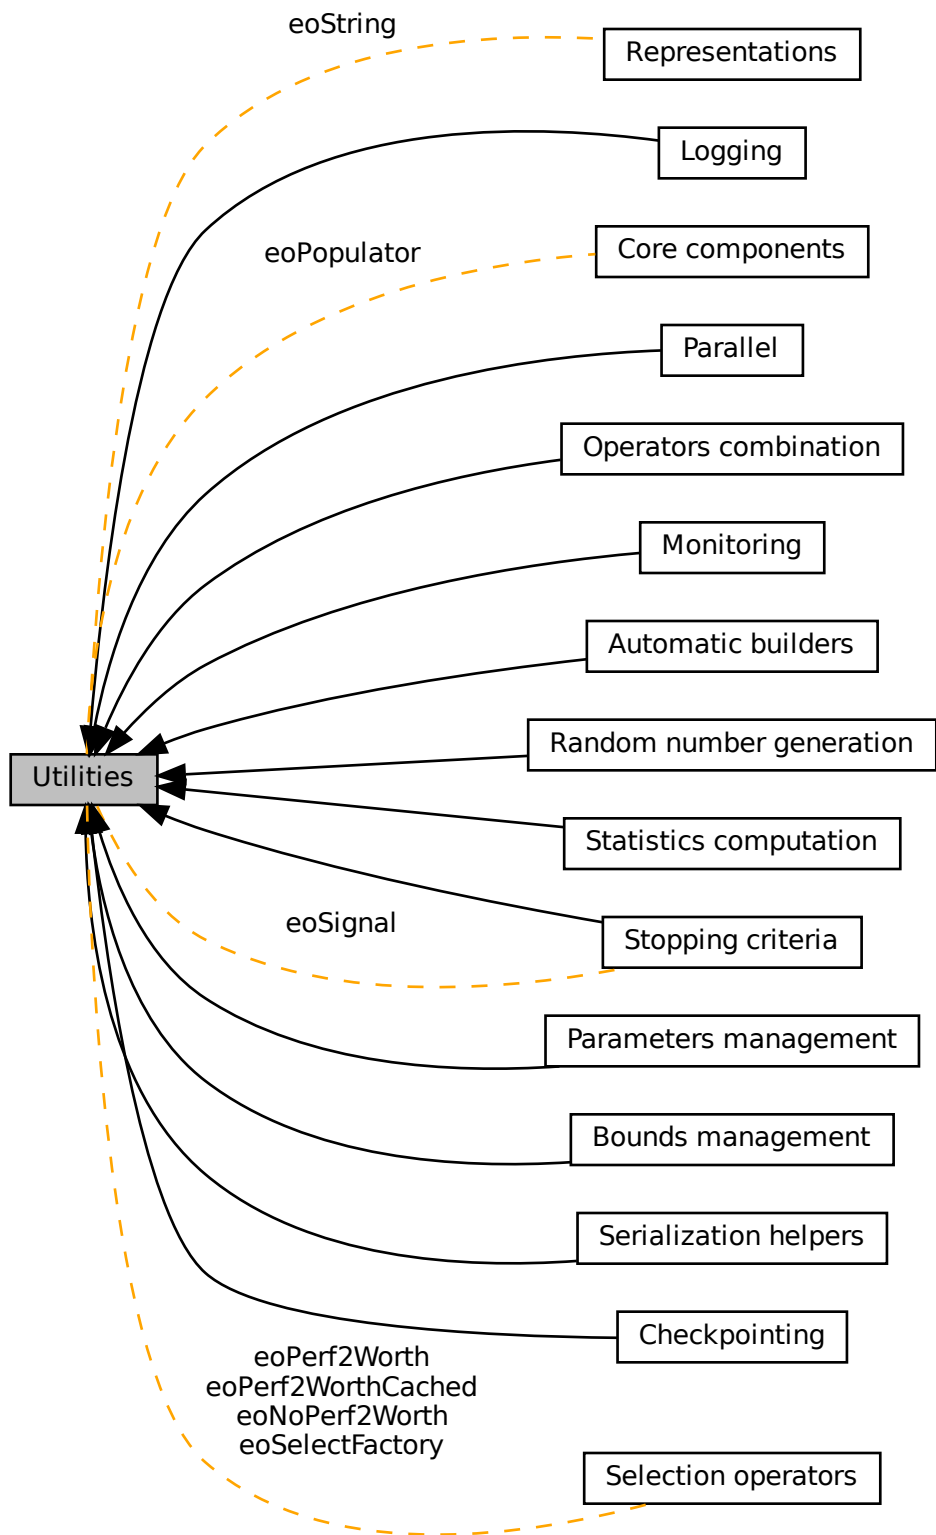 eoString
Representations
Logging
eoPopulator
Core components
Parallel
Operators combination
Monitoring
Automatic builders
Random number generation
Utilities
Statistics computation
eoSignal
Stopping criteria
Parameters management
Bounds management
Serialization helpers
Checkpointing
eoPerf2Worth
eoPerf2WorthCached
eoNoPerf2Worth
eoSelectFactory
Selection operators